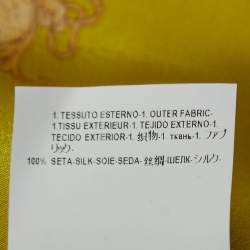 1. TESSUTO ESTERNO-1. OUTER FABRIC-
1.TISSU EXTERIEUR-1. TEJIDO EXTERNO-1.
TECIDO EXTERIOR-1. 织物-1. ткань-1. ファブ
リック.
100% SETA-SILK-SOIE-SEDA- 丝绸-ШЕЛК-シルク-